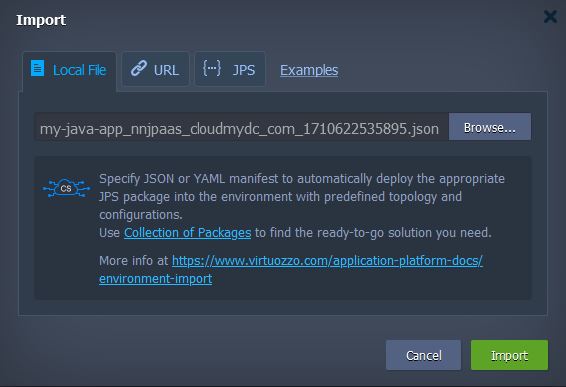 Import
Local File
URL
JPS
Examples
my-java-app_nnjpaas_cloudmydc_com_1710622535895.json
Browse...
CS
Specify JSON or YAML manifest to automatically deploy the appropriate
JPS package into the environment with predefined topology and
configurations.
Use Collection of Packages to find the ready-to-go solution you need.
More info at https://www.virtuozzo.com/application-platform-docs/
environment-import
Cancel
Import